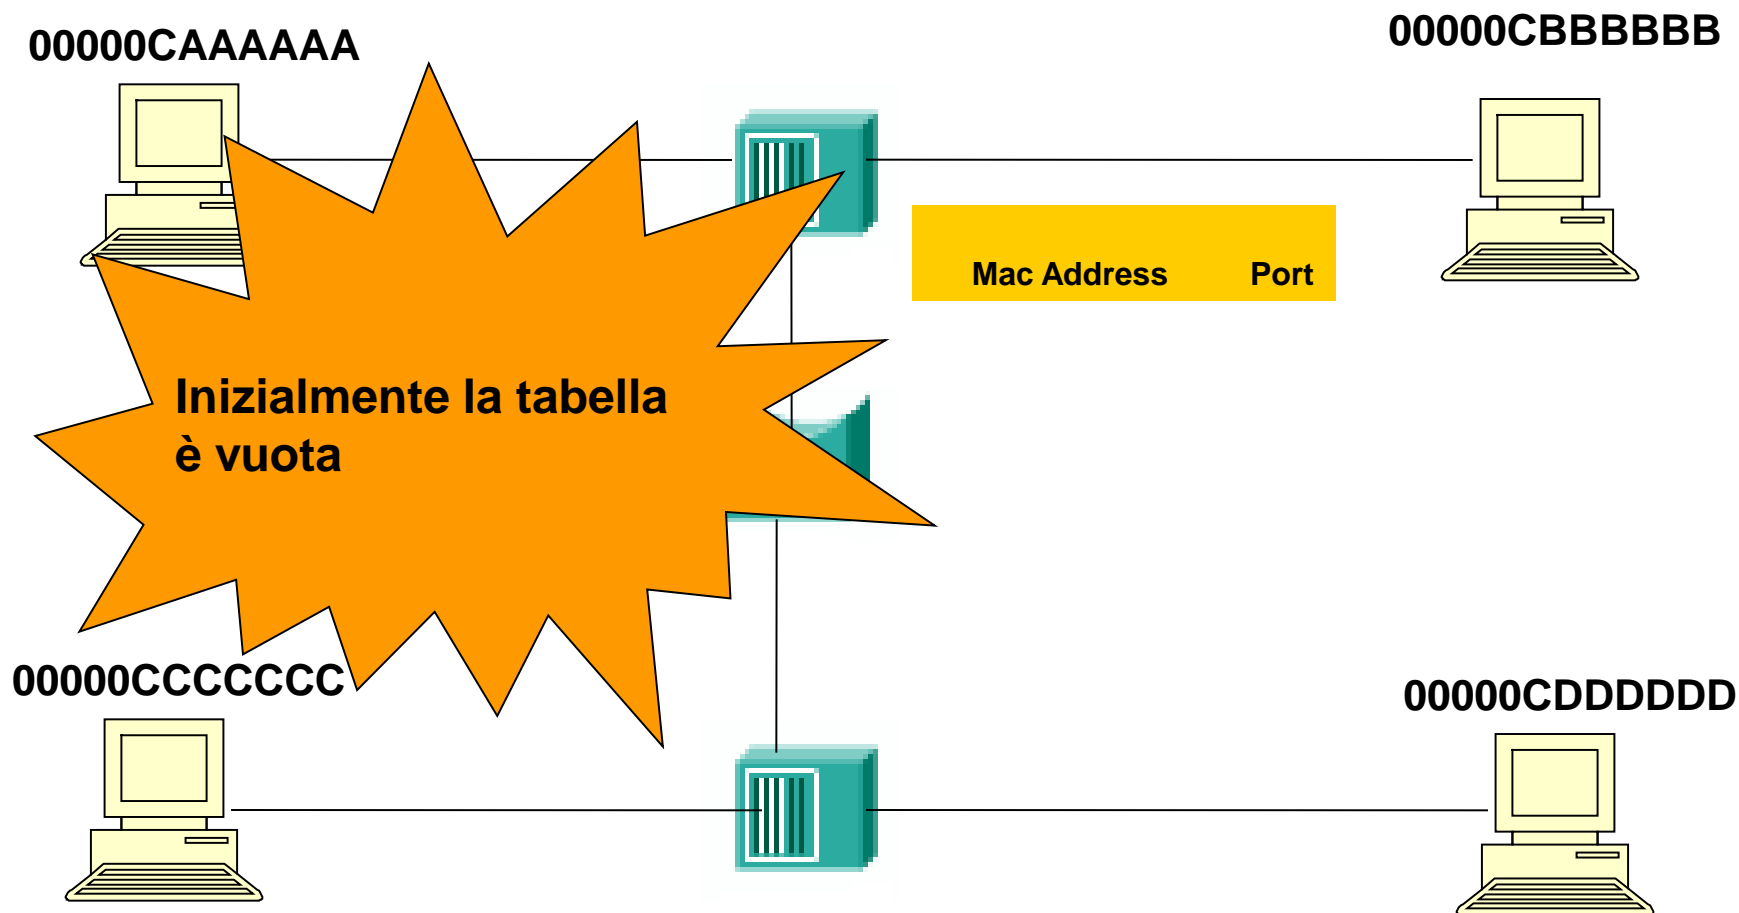 00000CAAAAAA
00000CBBBBBB
Mac Address Port
Inizialmente la tabella
è vuota
00000CCCCCCC
00000CDDDDDD